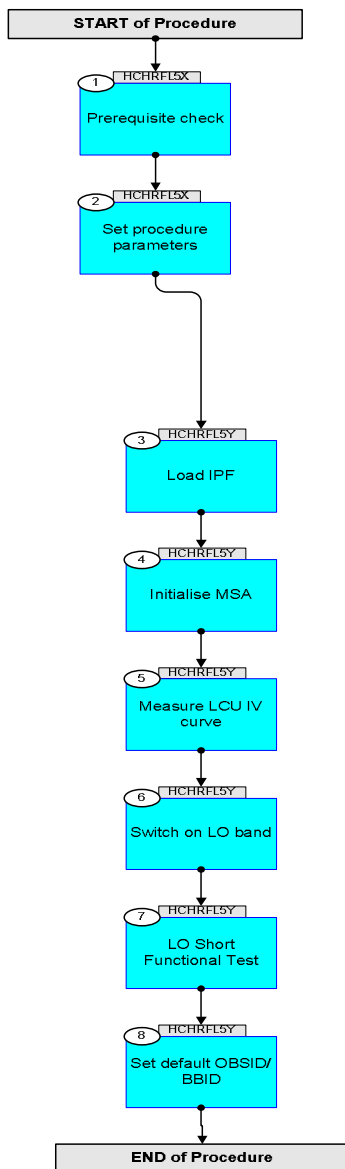 START of Procedure
HCHRFL5X
1
Prerequisite check
HCHRFL5X
2
Set procedure
parameters
HCHRFL5Y
3
Load IPF
HCHRFL5Y
4
Initialise MSA
HCHRFL5Y
5
Measure LCU IV
curve
HCHRFL5Y
6
Switch on LO band
HCHRFL5Y
7
LO Short
Functional Test
HCHRFL5Y
8
Set default OBSID/
BBID
END of Procedure